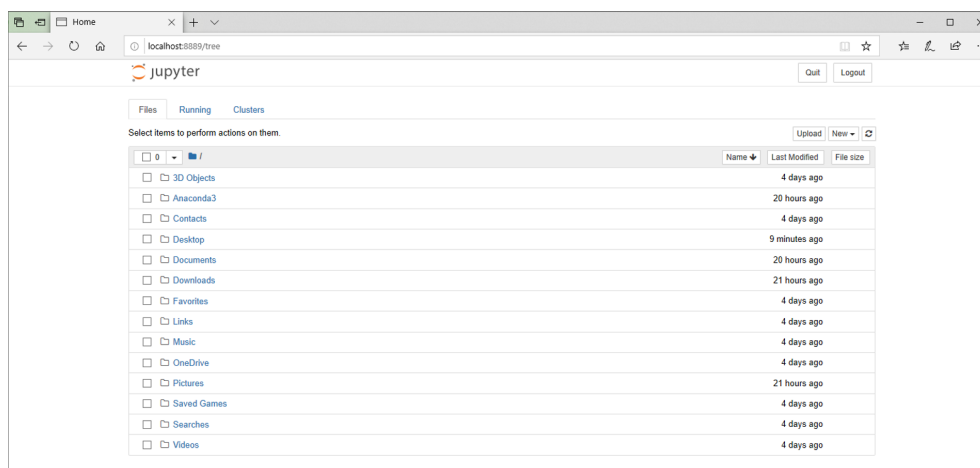 Home
localhost:8889/tree
jupyter
Quit Logout
Files Running Clusters
Select items to perform actions on them.
Upload New
0 / Name Last Modified File size
3D Objects 4 days ago
Anaconda3 20 hours ago
Contacts 4 days ago
Desktop 9 minutes ago
Documents 20 hours ago
Downloads 21 hours ago
Favorites 4 days ago
Links 4 days ago
Music 4 days ago
OneDrive 4 days ago
Pictures 21 hours ago
Saved Games 4 days ago
Searches 4 days ago
Videos 4 days ago